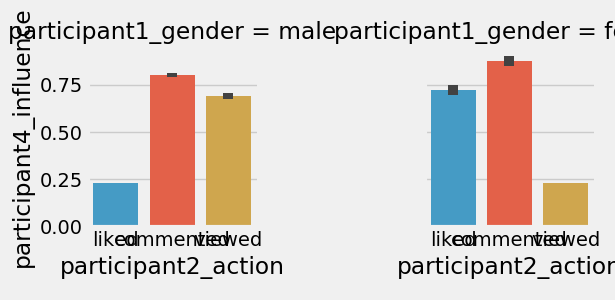 participant1_gender = male
participant1_gender = fe
participant4_influence
0.75
0.50
0.25
0.00
liked commented viewed
liked commented viewed
participant2_action
participant2_action